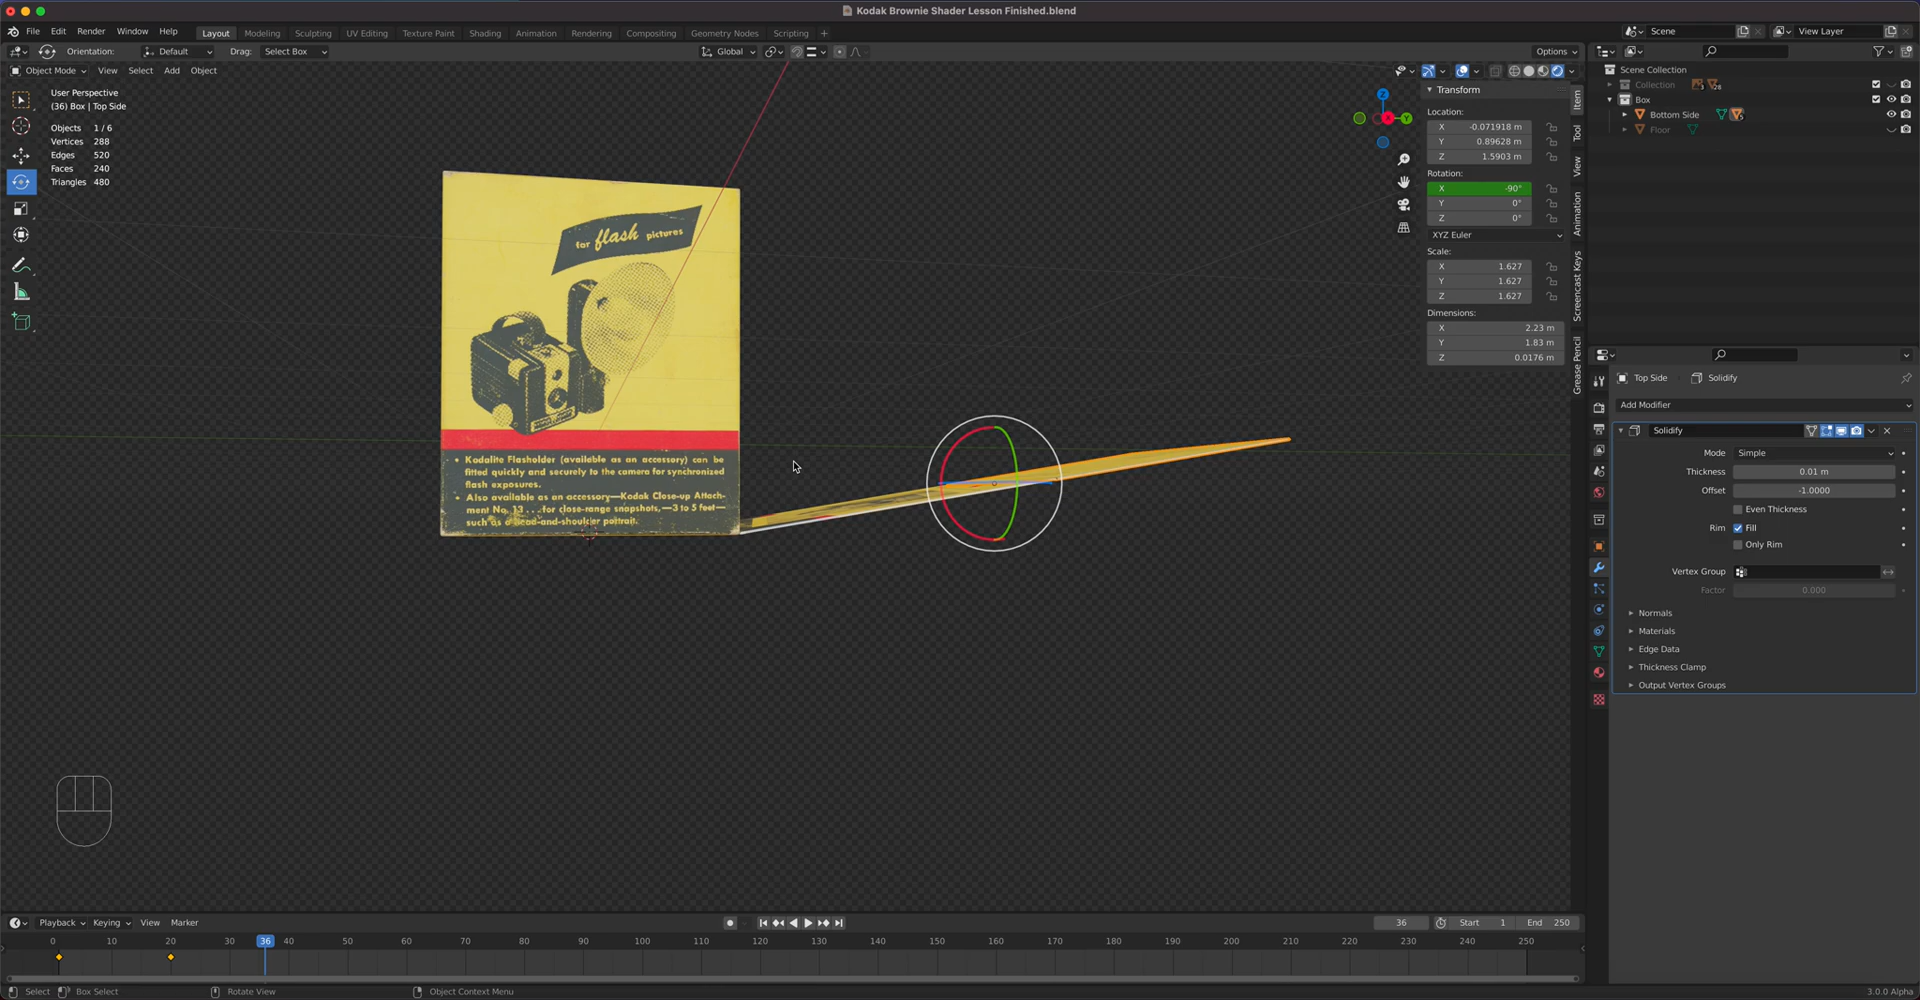 Kodak Brownie Shader Lesson Finished.blend
File Edit Render Window Help Layout Modeling Sculpting UV Editing Texture Paint Shading Animation Rendering Compositing Geometry Nodes Scripting + Scene View Layer
Orientation: Default Drag: Select Box Global Options
Object Mode View Select Add Object
User Perspective
(36) Box | Top Side
Objects 1 / 6
Vertices 288
Edges 520
Faces 240
Triangles 480
for flash pictures
• Kodalite Flasholder (available as an accessory) can be
fitted quickly and securely to the camera for synchronized
flash exposures.
• Also available as an accessory—Kodak Close-up Attach-
ment No. 13 . . . for close-range snapshots,—3 to 5 feet—
such as a head-and-shoulder portrait.
Z
Y
Transform
Location:
X -0.071918 m
Y 0.89628 m
Z 1.5903 m
Rotation:
X -90°
Y 0°
Z 0°
XYZ Euler
Scale:
X 1.627
Y 1.627
Z 1.627
Dimensions:
X 2.23 m
Y 1.83 m
Z 0.0176 m
Item
Tool
View
Animation
Screencast Keys
Grease Pencil
Scene Collection
Collection
Box
Bottom Side
Floor
Top Side Solidify
Add Modifier
Solidify
Mode Simple
Thickness 0.01 m
Offset -1.0000
Even Thickness
Rim Fill
Only Rim
Vertex Group
Factor 0.000
Normals
Materials
Edge Data
Thickness Clamp
Output Vertex Groups
Playback Keying View Marker 36 Start 1 End 250
0 10 20 30 36 40 50 60 70 80 90 100 110 120 130 140 150 160 170 180 190 200 210 220 230 240 250
Select Box Select Rotate View Object Context Menu 3.0.0 Alpha